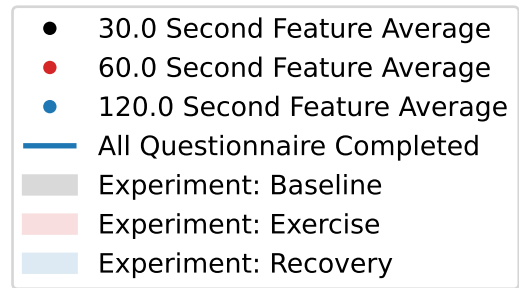 30.0 Second Feature Average
60.0 Second Feature Average
120.0 Second Feature Average
All Questionnaire Completed
Experiment: Baseline
Experiment: Exercise
Experiment: Recovery